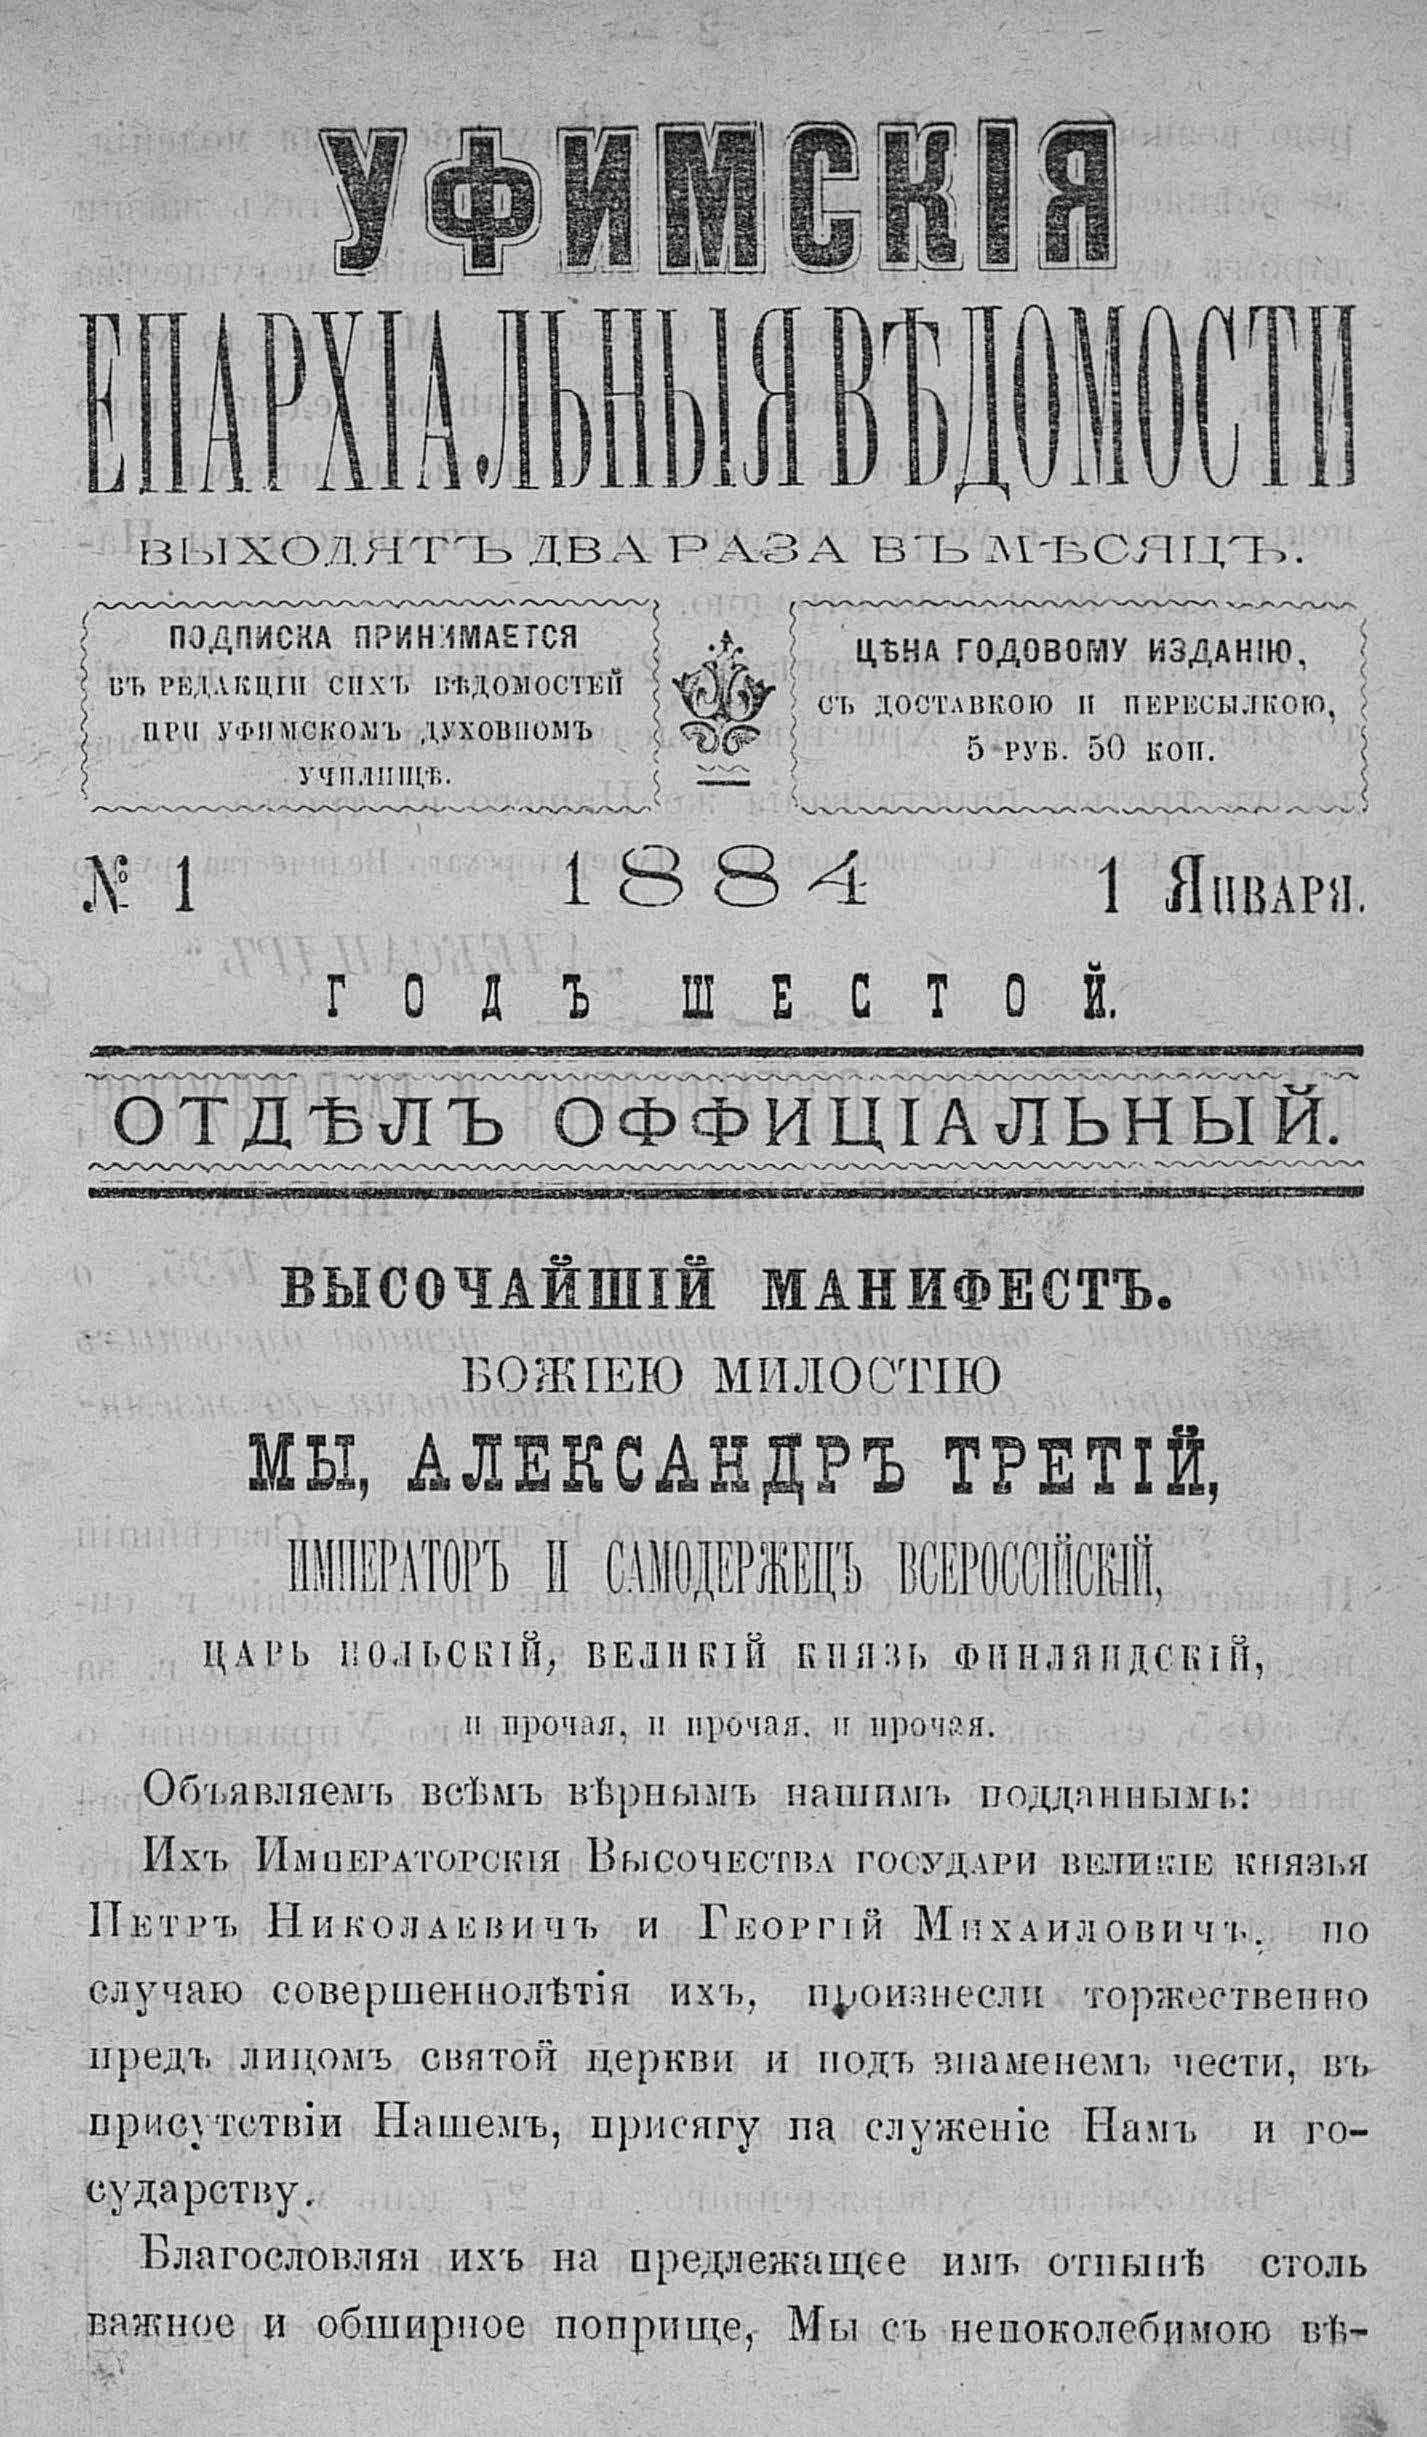 УФИМСКІЯ
ЕПАРХІАЛЬНЫЯ ВѢДОМОСТИ
ВЫХОДЯТЪ ДВА РАЗА ВЪ МѢСЯЦЪ.
ПОДПИСКА ПРИНИМАЕТСЯ
ВЪ РЕДАКЦІИ СИХЪ ВѢДОМОСТЕЙ
ПРИ УФИМСКОМЪ ДУХОВНОМЪ
УЧИЛИЩѢ.
ЦѢНА ГОДОВОМУ ИЗДАНІЮ,
СЪ ДОСТАВКОЮ И ПЕРЕСЫЛКОЮ,
5 РУБ. 50 КОП.
№ 1 1884 1 ЯНВАРЯ.
ГОДЪ ШЕСТОЙ.
ОТДѢЛЪ ОФФИЦІАЛЬНЫЙ.
ВЫСОЧАЙШІЙ МАНИФЕСТЪ.
БОЖІЕЮ МИЛОСТІЮ
МЫ, АЛЕКСАНДРЪ ТРЕТІЙ,
ИМПЕРАТОРЪ И САМОДЕРЖЕЦЪ ВСЕРОССІЙСКІЙ,
ЦАРЬ ПОЛЬСКІЙ, ВЕЛИКІЙ КНЯЗЬ ФИНЛЯНДСКІЙ,
и прочая, и прочая, и прочая.
Объявляемъ всѣмъ вѣрнымъ нашимъ подданнымъ:
Ихъ Императорскія Высочества государи великіе князья
Петръ Николаевичъ и Георгій Михаиловичъ, по
случаю совершеннолѣтія ихъ, произнесли торжественно
предъ лицомъ святой церкви и подъ знаменемъ чести, въ
присутствіи Нашемъ, присягу на служеніе Намъ и го-
сударству.
Благословляя ихъ на предлежащее имъ отнынѣ столь
важное и обширное поприще, Мы съ непоколебимою вѣ-